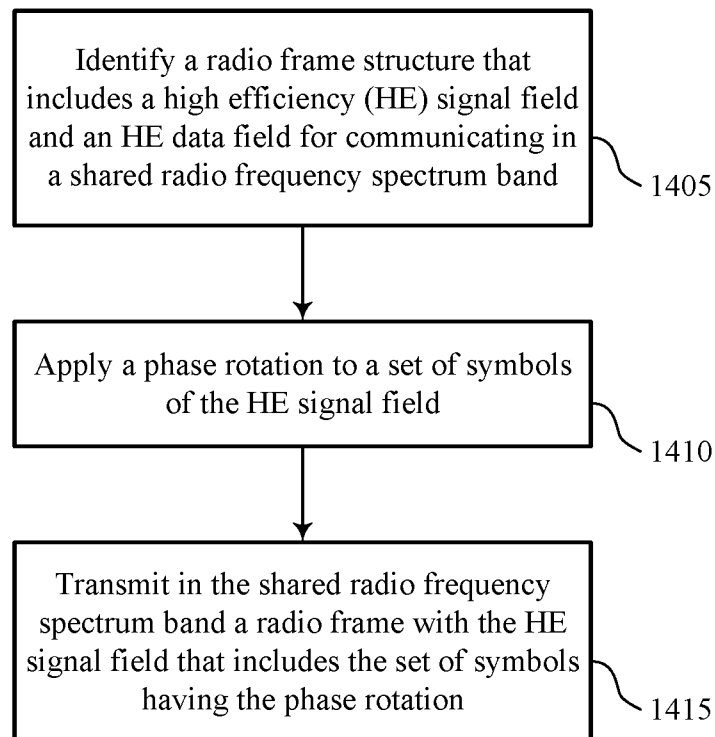 Identify a radio frame structure that
includes a high efficiency (HE) signal field
and an HE data field for communicating in
a shared radio frequency spectrum band
1405
Apply a phase rotation to a set of symbols
of the HE signal field
1410
Transmit in the shared radio frequency
spectrum band a radio frame with the HE
signal field that includes the set of symbols
having the phase rotation
1415